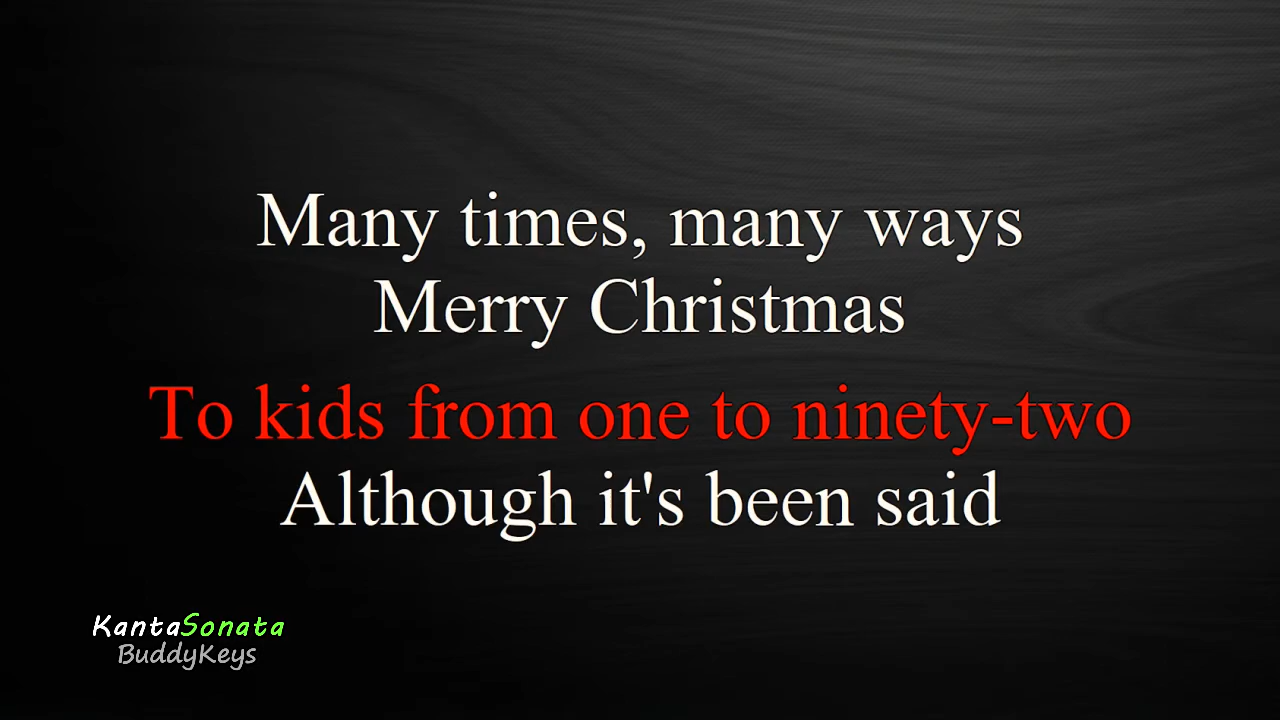 Many times, many ways
Merry Christmas
To kids from one to ninety-two
Although it's been said
KantaSonata
BuddyKeys